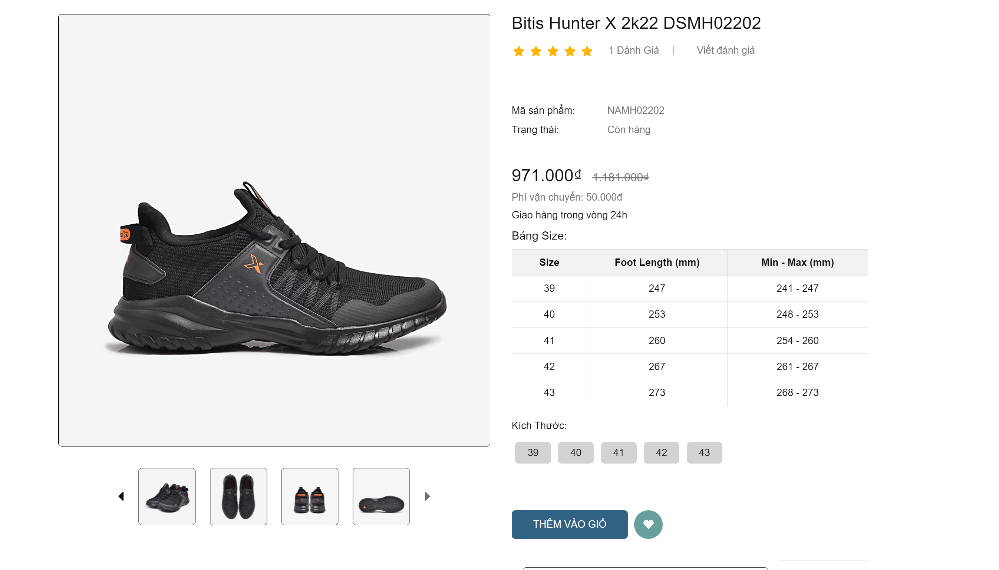 Bitis Hunter X 2k22 DSMH02202
1 Đánh Giá | Viết đánh giá
Mã sản phẩm: NAMH02202
Trạng thái: Còn hàng
971.000₫ 1.181.000₫
Phí vận chuyển: 50.000đ
Giao hàng trong vòng 24h
Bảng Size:
Size Foot Length (mm) Min - Max (mm)
39 247 241 - 247
40 253 248 - 253
41 260 254 - 260
42 267 261 - 267
43 273 268 - 273
Kích Thước:
39 40 41 42 43
THÊM VÀO GIỎ